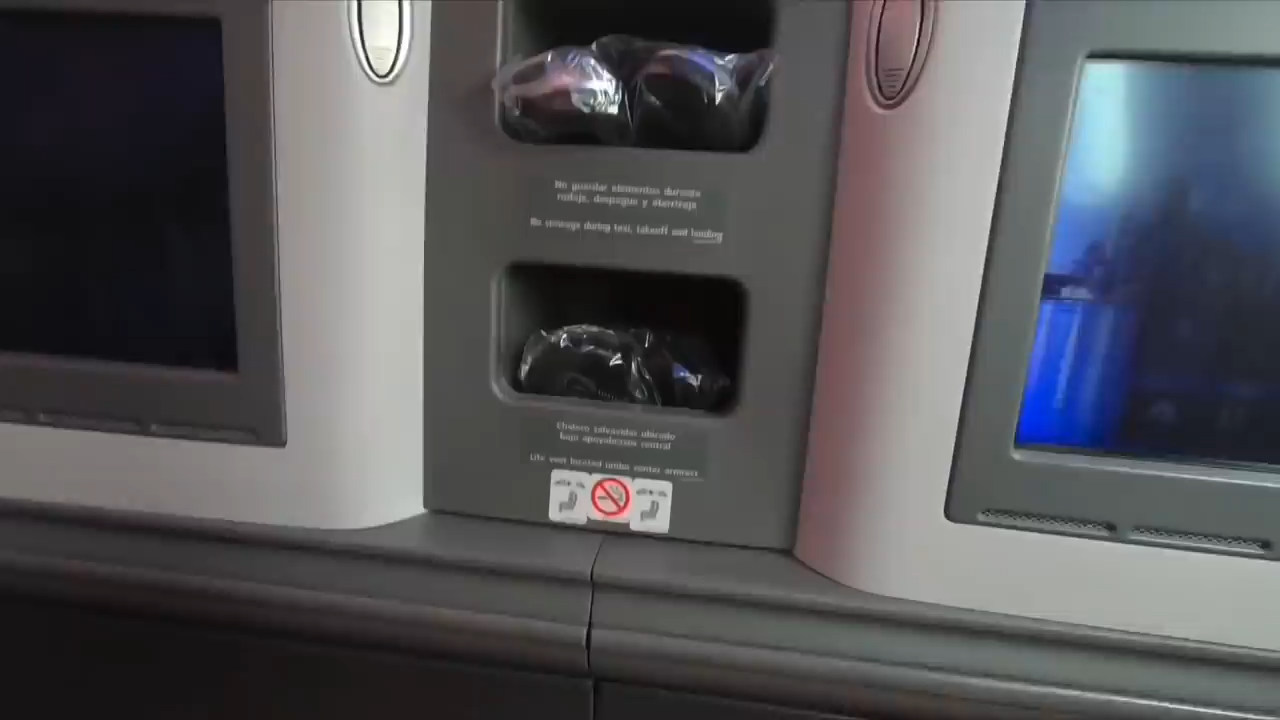 No guardar elementos durante
rodaje, despegue y aterrizaje
No stowage during taxi, takeoff and landing
Chaleco salvavidas ubicado
bajo apoyabrazos central
Life vest located under center armrest